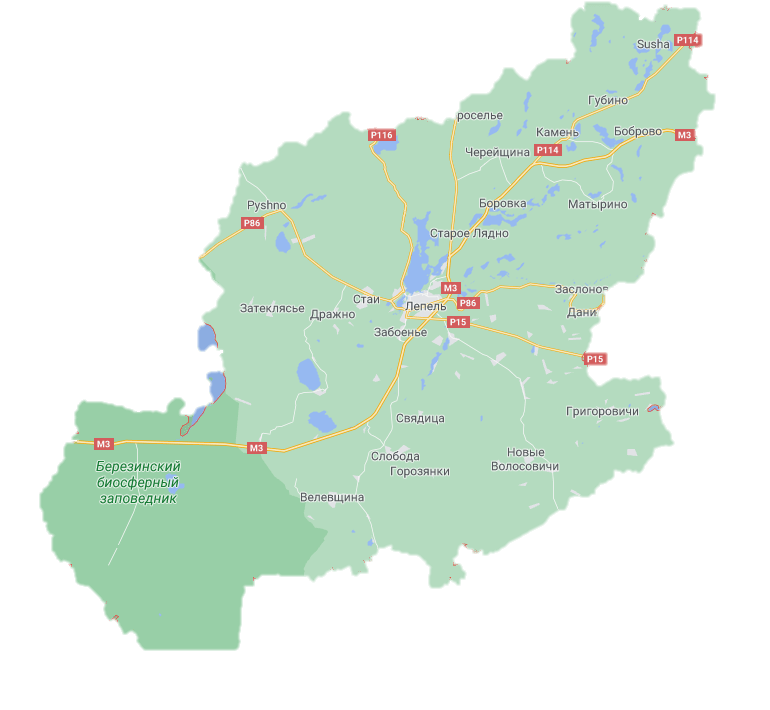 Susha
P114
Губино
роселье
Камень
Боброво
P116
M3
P114
Черейщина
Pyshno
Боровка
Матырино
P86
Старое Лядно
M3
Заслонов
Стаи
P86
Затеклясье
Лепель
Дани
Дражно
P15
Забоенье
P15
Григоровичи
Свядица
M3
M3
Новые
Волосовичи
Слобода
Березинский
биосферный
заповедник
Горозянки
Велевщина